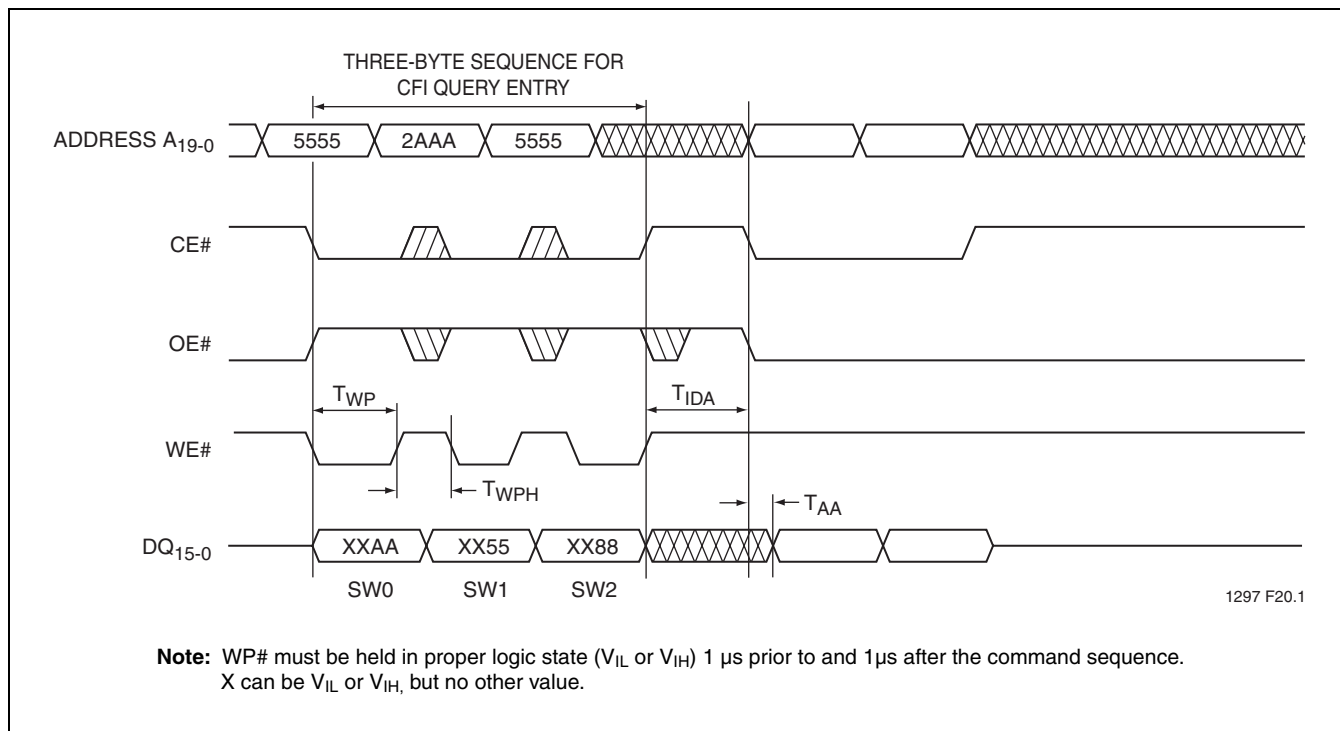 THREE-BYTE SEQUENCE FOR
CFI QUERY ENTRY
ADDRESS A19-0
5555
2AAA
5555
CE#
OE#
TWP
TIDA
WE#
TWPH
TAA
DQ15-0
XXAA
XX55
XX88
SW0
SW1
SW2
1297 F20.1
Note: WP# must be held in proper logic state (VIL or VIH) 1 µs prior to and 1µs after the command sequence.
X can be VIL or VIH, but no other value.